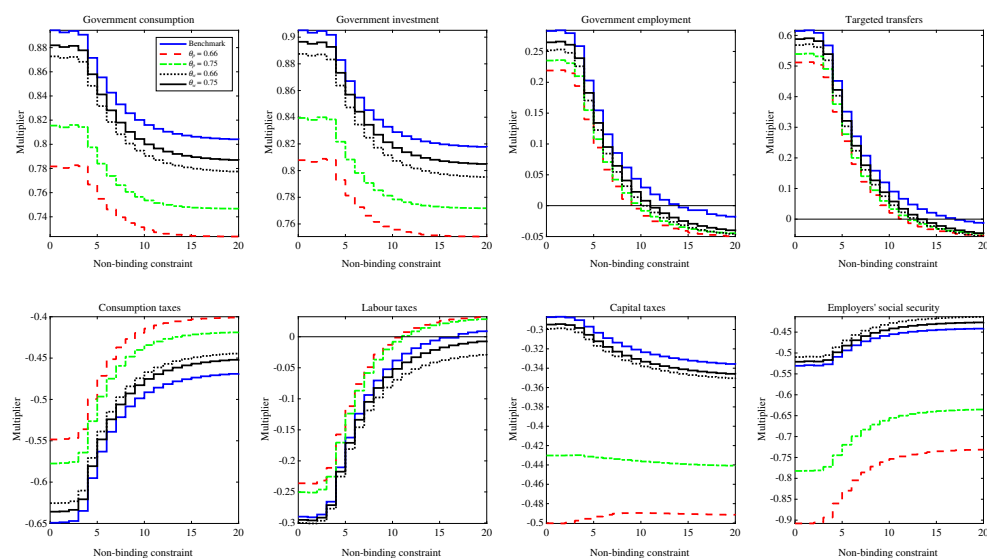 Government consumption
Multiplier
0.88
0.86
0.84
0.82
0.8
0.78
0.76
0.74
0 5 10 15 20
Non-binding constraint
Benchmark
θp = 0.66
θp = 0.75
θw = 0.66
θw = 0.75
Government investment
Multiplier
0.9
0.88
0.86
0.84
0.82
0.8
0.78
0.76
0 5 10 15 20
Non-binding constraint
Government employment
Multiplier
0.25
0.2
0.15
0.1
0.05
0
-0.05
0 5 10 15 20
Non-binding constraint
Targeted transfers
Multiplier
0.6
0.5
0.4
0.3
0.2
0.1
0
0 5 10 15 20
Non-binding constraint
Consumption taxes
Multiplier
-0.4
-0.45
-0.5
-0.55
-0.6
-0.65
0 5 10 15 20
Non-binding constraint
Labour taxes
Multiplier
0
-0.05
-0.1
-0.15
-0.2
-0.25
-0.3
0 5 10 15 20
Non-binding constraint
Capital taxes
Multiplier
-0.3
-0.32
-0.34
-0.36
-0.38
-0.4
-0.42
-0.44
-0.46
-0.48
-0.5
0 5 10 15 20
Non-binding constraint
Employers' social security
Multiplier
-0.45
-0.5
-0.55
-0.6
-0.65
-0.7
-0.75
-0.8
-0.85
-0.9
0 5 10 15 20
Non-binding constraint